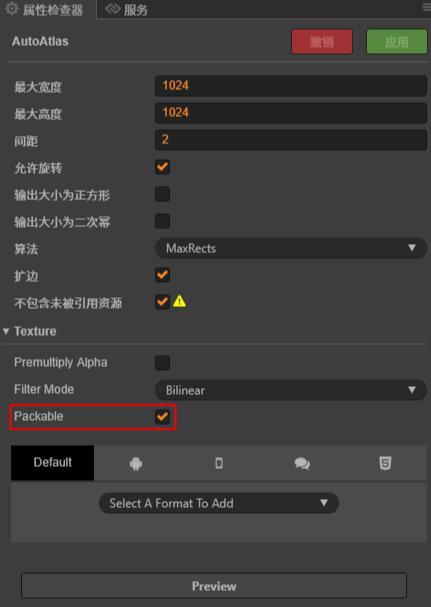 属性检查器 服务
AutoAtlas 撤销 应用
最大宽度 1024
最大高度 1024
间距 2
允许旋转
输出大小为正方形
输出大小为二次幂
算法 MaxRects
扩边
不包含未被引用资源
Texture
Premultiply Alpha
Filter Mode Bilinear
Packable
Default
Select A Format To Add
Preview